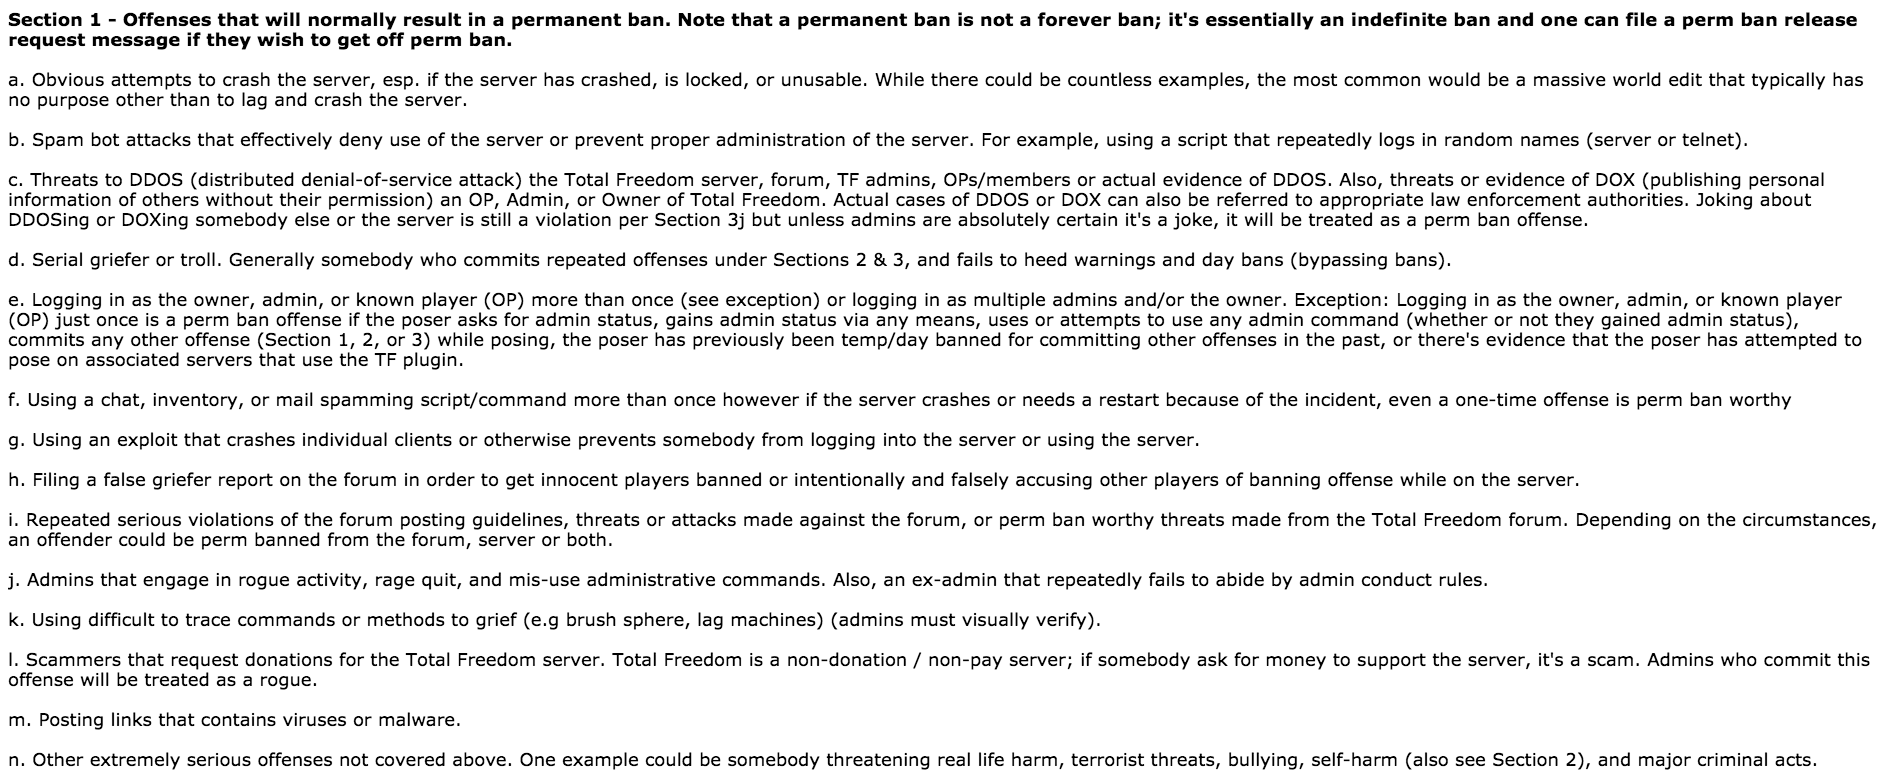 Section 1 - Offenses that will normally result in a permanent ban. Note that a permanent ban is not a forever ban; it's essentially an indefinite ban and one can file a perm ban release
request message if they wish to get off perm ban.
a. Obvious attempts to crash the server, esp. if the server has crashed, is locked, or unusable. While there could be countless examples, the most common would be a massive world edit that typically has
no purpose other than to lag and crash the server.
b. Spam bot attacks that effectively deny use of the server or prevent proper administration of the server. For example, using a script that repeatedly logs in random names (server or telnet).
c. Threats to DDOS (distributed denial-of-service attack) the Total Freedom server, forum, TF admins, OPs/members or actual evidence of DDOS. Also, threats or evidence of DOX (publishing personal
information of others without their permission) an OP, Admin, or Owner of Total Freedom. Actual cases of DDOS or DOX can also be referred to appropriate law enforcement authorities. Joking about
DDOSing or DOXing somebody else or the server is still a violation per Section 3j but unless admins are absolutely certain it's a joke, it will be treated as a perm ban offense.
d. Serial griefer or troll. Generally somebody who commits repeated offenses under Sections 2 & 3, and fails to heed warnings and day bans (bypassing bans).
e. Logging in as the owner, admin, or known player (OP) more than once (see exception) or logging in as multiple admins and/or the owner. Exception: Logging in as the owner, admin, or known player
(OP) just once is a perm ban offense if the poser asks for admin status, gains admin status via any means, uses or attempts to use any admin command (whether or not they gained admin status),
commits any other offense (Section 1, 2, or 3) while posing, the poser has previously been temp/day banned for committing other offenses in the past, or there's evidence that the poser has attempted to
pose on associated servers that use the TF plugin.
f. Using a chat, inventory, or mail spamming script/command more than once however if the server crashes or needs a restart because of the incident, even a one-time offense is perm ban worthy
g. Using an exploit that crashes individual clients or otherwise prevents somebody from logging into the server or using the server.
h. Filing a false griefer report on the forum in order to get innocent players banned or intentionally and falsely accusing other players of banning offense while on the server.
i. Repeated serious violations of the forum posting guidelines, threats or attacks made against the forum, or perm ban worthy threats made from the Total Freedom forum. Depending on the circumstances,
an offender could be perm banned from the forum, server or both.
j. Admins that engage in rogue activity, rage quit, and mis-use administrative commands. Also, an ex-admin that repeatedly fails to abide by admin conduct rules.
k. Using difficult to trace commands or methods to grief (e.g brush sphere, lag machines) (admins must visually verify).
l. Scammers that request donations for the Total Freedom server. Total Freedom is a non-donation / non-pay server; if somebody ask for money to support the server, it's a scam. Admins who commit this
offense will be treated as a rogue.
m. Posting links that contains viruses or malware.
n. Other extremely serious offenses not covered above. One example could be somebody threatening real life harm, terrorist threats, bullying, self-harm (also see Section 2), and major criminal acts.